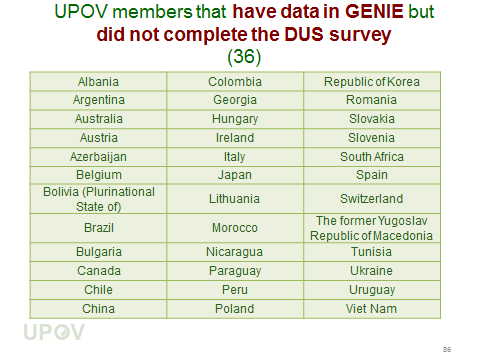 UPOV members that have data in GENIE but
did not complete the DUS survey
(36)
Albania Colombia Republic of Korea
Argentina Georgia Romania
Australia Hungary Slovakia
Austria Ireland Slovenia
Azerbaijan Italy South Africa
Belgium Japan Spain
Bolivia (Plurinational
State of) Lithuania Switzerland
Brazil Morocco The former Yugoslav
Republic of Macedonia
Bulgaria Nicaragua Tunisia
Canada Paraguay Ukraine
Chile Peru Uruguay
China Poland Viet Nam
UPOV
86